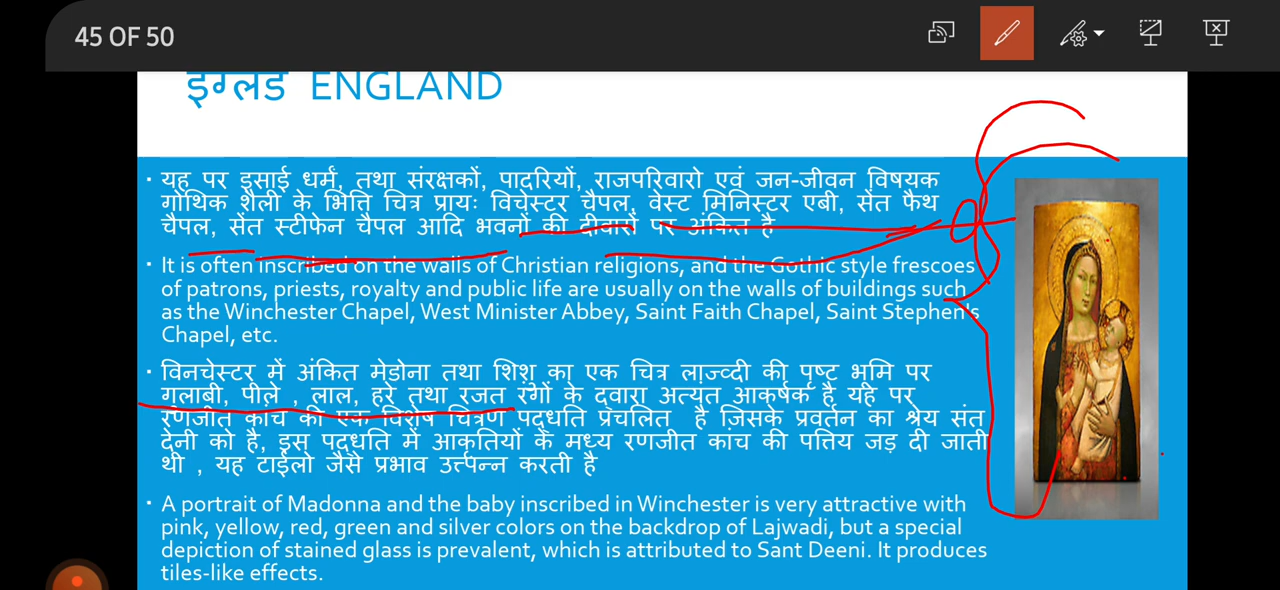 45 OF 50
इंग्लैंड ENGLAND
यह पर इसाई धर्म, तथा संरक्षकों, पादरियों, राजपरिवारो एवं जन-जीवन विषयक
गोथिक शैली के भित्ति चित्र प्रायः विचेस्टर चैपल, वेस्ट मिनिस्टर एबी, सेंत फैथ
चैपल, सेंत स्टीफेन चैपल आदि भवनों की दीवारों पर अंकित है
It is often inscribed on the walls of Christian religions, and the Gothic style frescoes
of patrons, priests, royalty and public life are usually on the walls of buildings such
as the Winchester Chapel, West Minister Abbey, Saint Faith Chapel, Saint Stephen's
Chapel, etc.
विनचेस्टर में अंकित मेडोना तथा शिशु का एक चित्र लाज्व्दी की पृष्ट भूमि पर
गुलाबी, पीले , लाल, हरे तथा रजत रंगों के द्वारा अत्यंत आकर्षक है यहे पर
रणजीत कांच की एक विशेष चित्रण पद्धति प्रचलित है जिसके प्रवर्तन का श्रेय संत
देनी को है, इस पद्धति में आकृतियों के मध्य रणजीत कांच की पत्तिय जड़ दी जाती
थी , यह टाईलो जैसे प्रभाव उत्त्पन्न करती है
A portrait of Madonna and the baby inscribed in Winchester is very attractive with
pink, yellow, red, green and silver colors on the backdrop of Lajwadi, but a special
depiction of stained glass is prevalent, which is attributed to Sant Deeni. It produces
tiles-like effects.